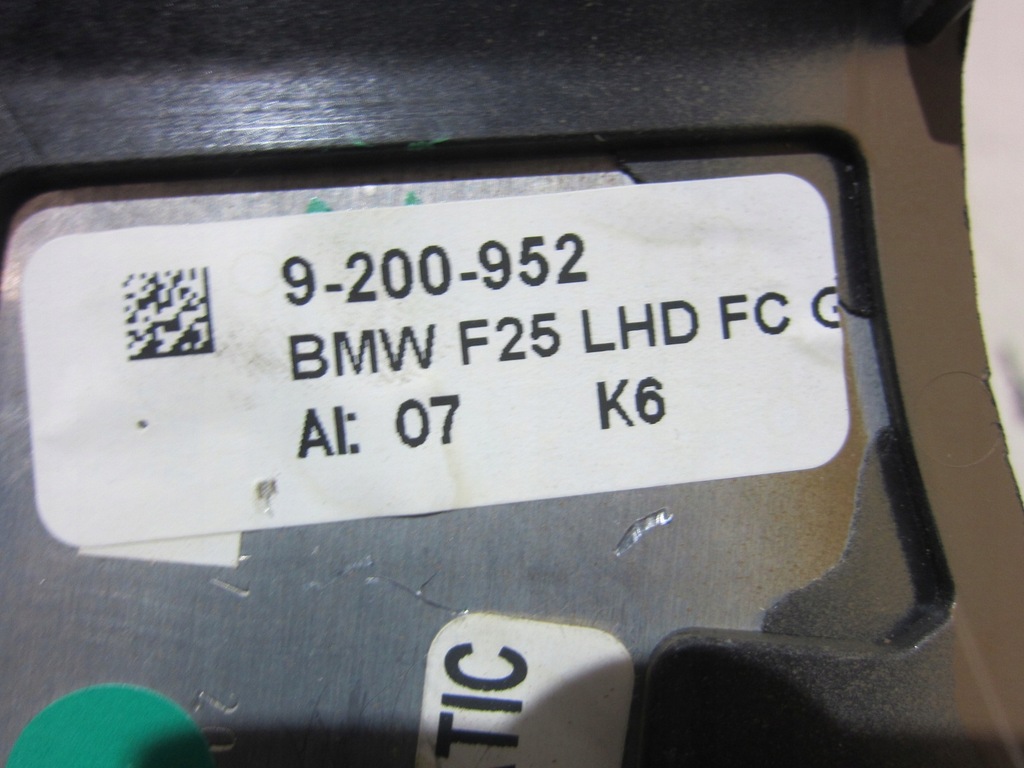 9-200-952
BMW F25 LHD FC G
AI: 07 K6
TIC